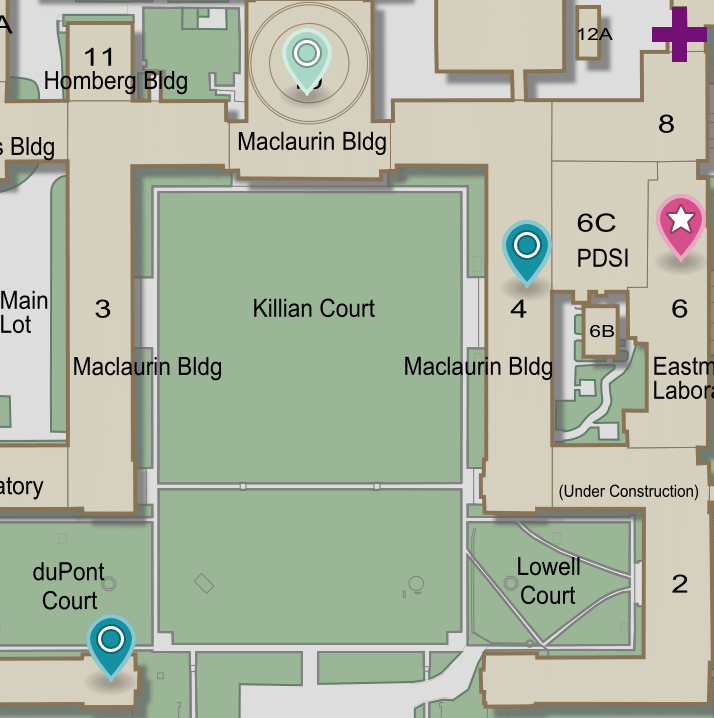 A
12A
11
Homberg Bldg
8
Maclaurin Bldg
s Bldg
6C
PDSI
Main
Lot
3
Killian Court
4
6B
6
Maclaurin Bldg
Maclaurin Bldg
Eastm
Labora
atory
(Under Construction)
duPont
Court
Lowell
Court
2